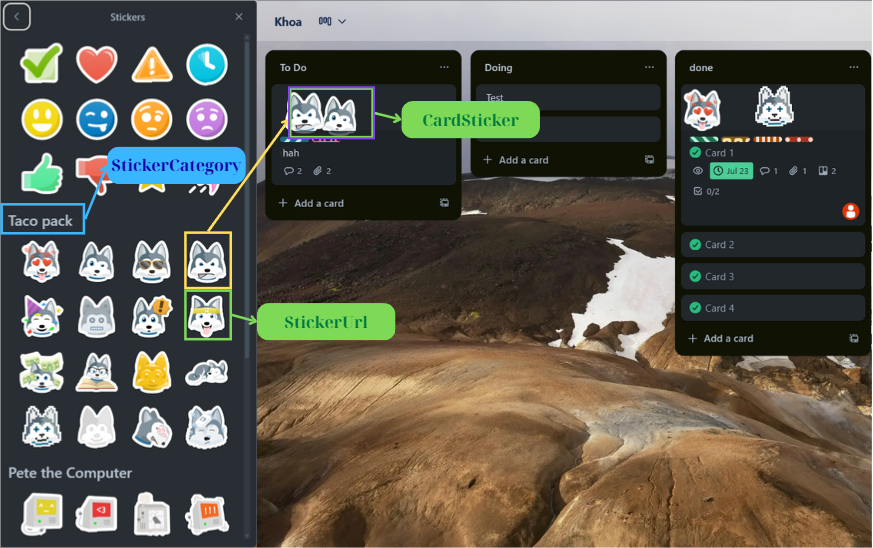 Stickers
StickerCategory
Taco pack
StickerUrl
Pete the Computer
<3
!!!
Khoa
To Do
CardSticker
hah
2 2
+ Add a card
Doing
Test
+ Add a card
done
Card 1
Jul 23 1 1 2
0/2
Card 2
Card 3
Card 4
+ Add a card